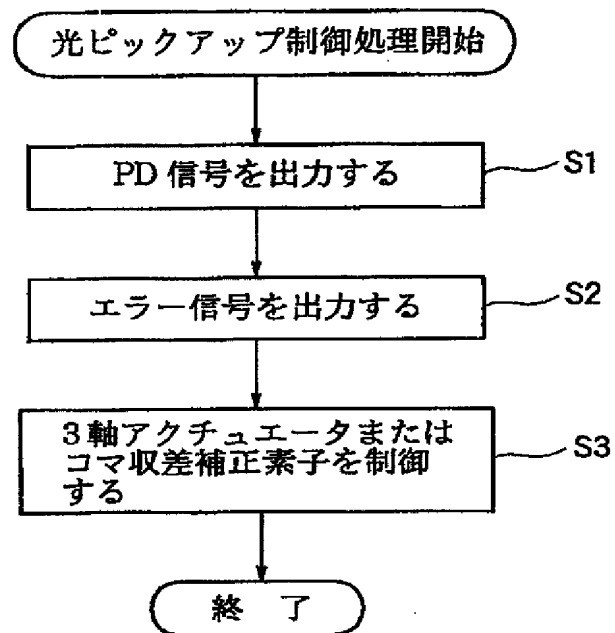 光ピックアップ制御処理開始
PD 信号を出力する
S1
エラー信号を出力する
S2
3軸アクチュエータまたは
コマ収差補正素子を制御
する
S3
終 了